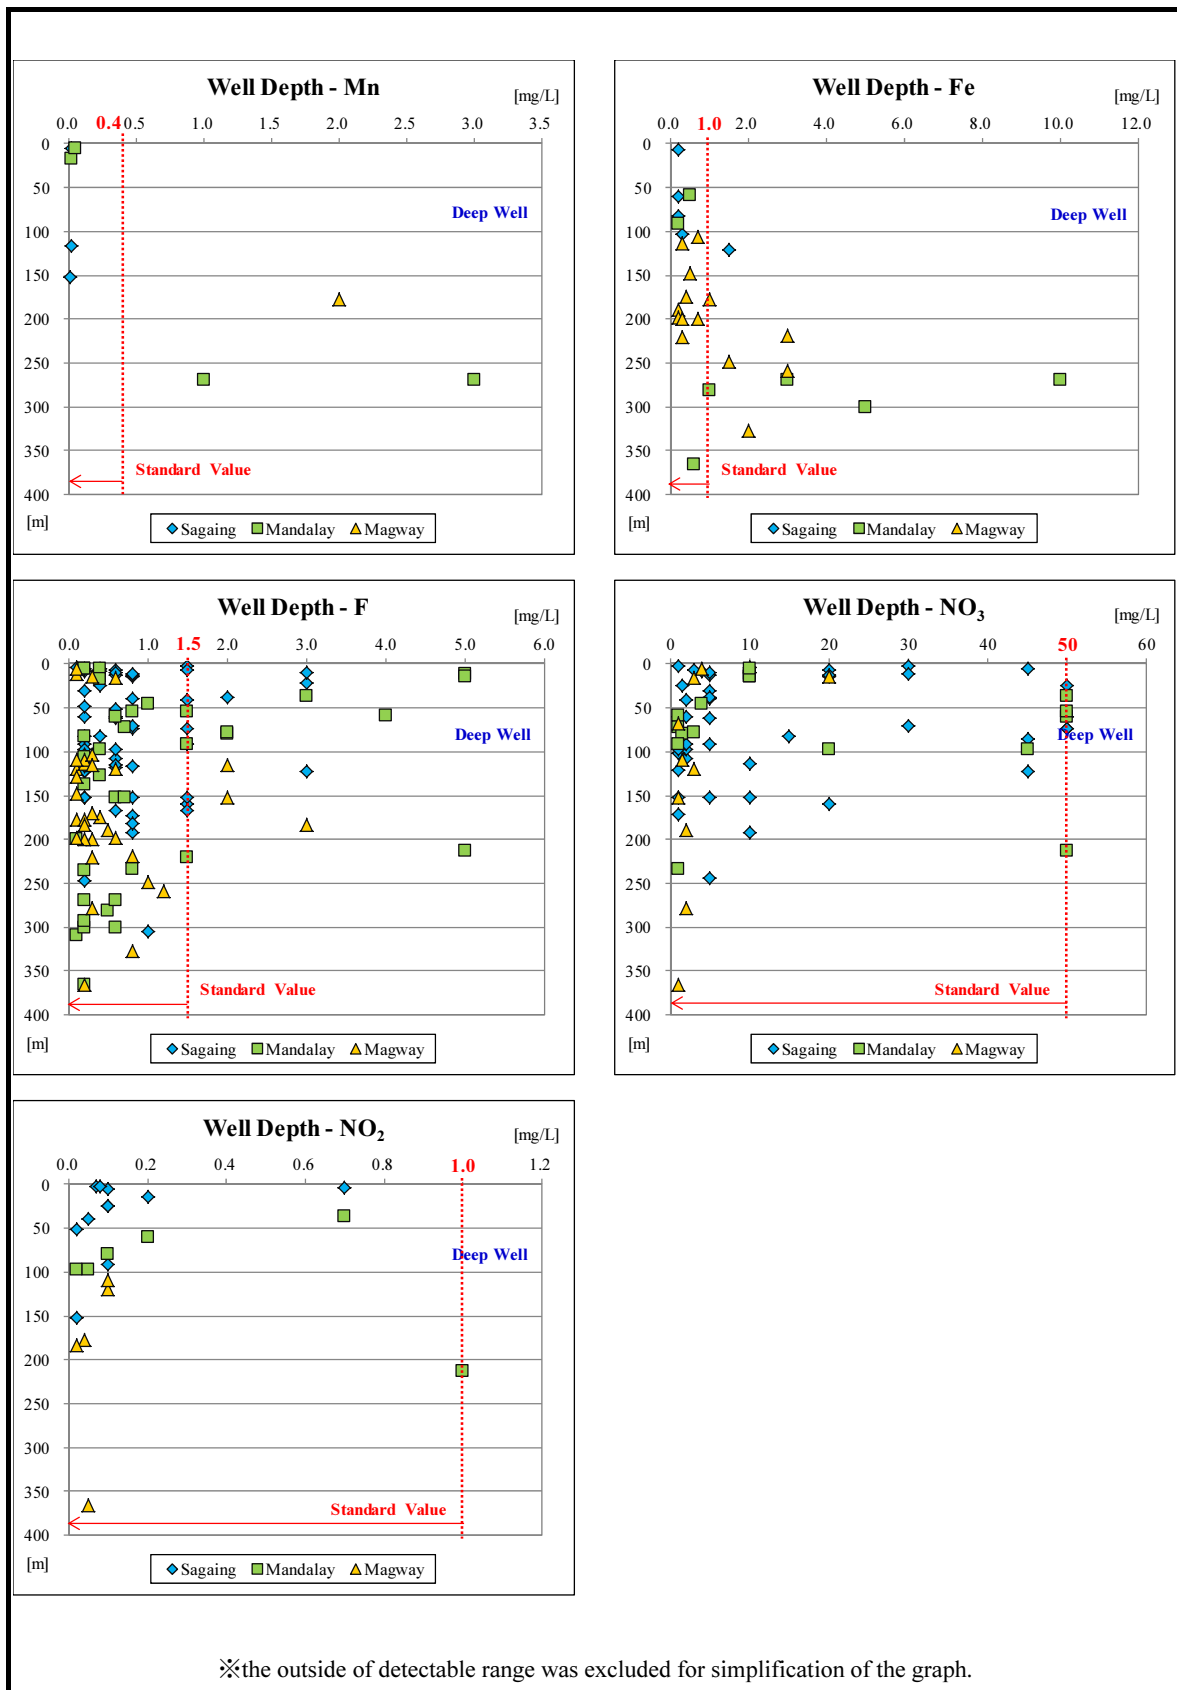 Well Depth - Mn
[mg/L]
0.0 0.4 0.5 1.0 1.5 2.0 2.5 3.0 3.5
0
50
Deep Well
100
150
200
250
300
350
Standard Value
400
[m]
Sagaing Mandalay Magway
Well Depth - Fe
[mg/L]
0.0 1.0 2.0 4.0 6.0 8.0 10.0 12.0
0
50
Deep Well
100
150
200
250
300
350
Standard Value
400
[m]
Sagaing Mandalay Magway
Well Depth - F
[mg/L]
0.0 1.0 1.5 2.0 3.0 4.0 5.0 6.0
0
50
Deep Well
100
150
200
250
300
350
Standard Value
400
[m]
Sagaing Mandalay Magway
Well Depth - NO₃
[mg/L]
0 10 20 30 40 50 60
0
50
Deep Well
100
150
200
250
300
350
Standard Value
400
[m]
Sagaing Mandalay Magway
Well Depth - NO₂
[mg/L]
0.0 0.2 0.4 0.6 0.8 1.0 1.2
0
50
Deep Well
100
150
200
250
300
350
Standard Value
400
[m]
Sagaing Mandalay Magway
※the outside of detectable range was excluded for simplification of the graph.